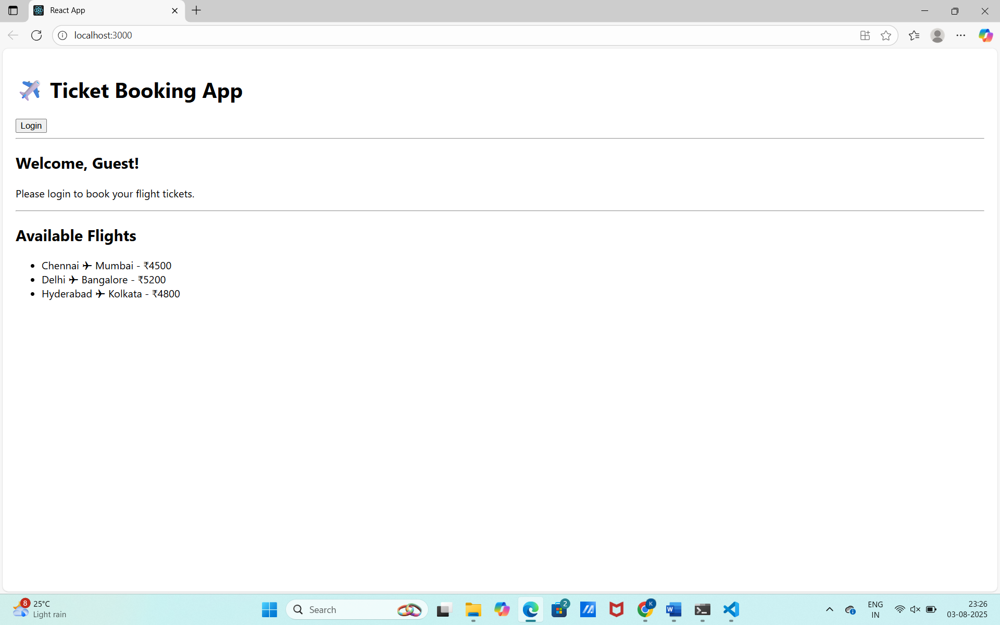 React App
localhost:3000
✈️ Ticket Booking App
Login
Welcome, Guest!
Please login to book your flight tickets.
Available Flights
• Chennai ✈ Mumbai - ₹4500
• Delhi ✈ Bangalore - ₹5200
• Hyderabad ✈ Kolkata - ₹4800
8
25°C
Light rain
Search
2
K
W
ENG
IN
23:26
03-08-2025